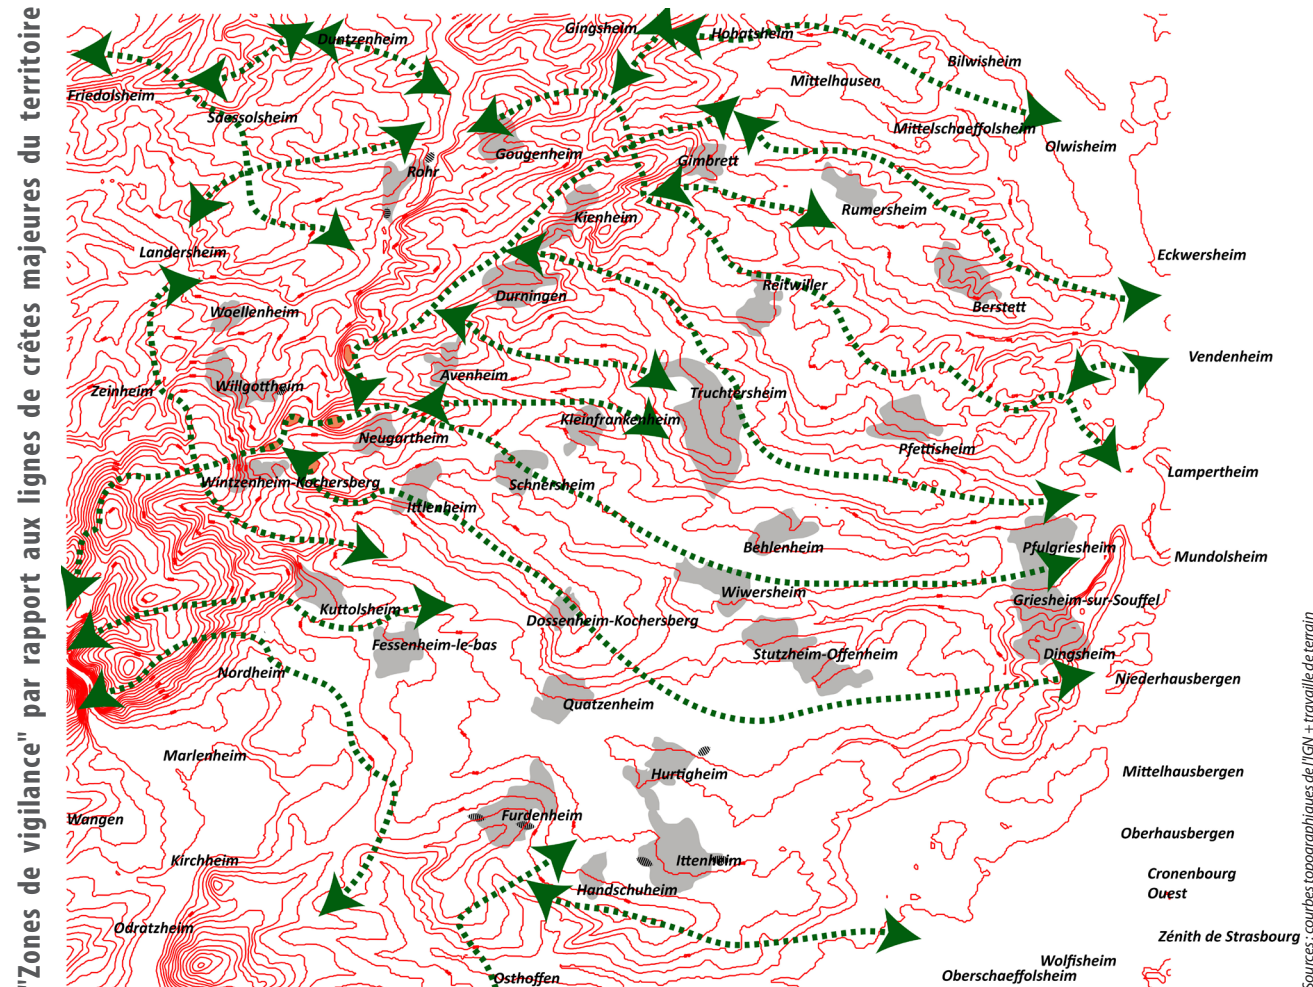 "Zones de vigilance" par rapport aux lignes de crêtes majeures du territoire
Gingsheim
Duntzenheim
Hohatsheim
Bilwisheim
Mittelhausen
Friedolsheim
Saessolsheim
Mittelschaeffolsheim
Olwisheim
Gougenheim
Gimbrett
Rohr
Rumersheim
Kienheim
Landersheim
Eckwersheim
Reitwiller
Durningen
Berstett
Woellenheim
Vendenheim
Avenheim
Willgottheim
Zeinheim
Truchtersheim
Kleinfrankenheim
Neugartheim
Pfettisheim
Lampertheim
Wintzenheim-Kochersberg
Schnersheim
Ittlenheim
Behlenheim
Pfulgriesheim
Mundolsheim
Wiwersheim
Griesheim-sur-Souffel
Kuttolsheim
Dossenheim-Kochersberg
Fessenheim-le-bas
Stutzheim-Offenheim
Dingsheim
Nordheim
Niederhausbergen
Quatzenheim
Marlenheim
Hurtigheim
Mittelhausbergen
Wangen
Furdenheim
Oberhausbergen
Kirchheim
Ittenheim
Cronenbourg
Ouest
Handschuheim
Odratzheim
Zénith de Strasbourg
Wolfisheim
Oberschaeffolsheim
Osthoffen
Sources : courbes topographiques de l'IGN + travaille de terrain